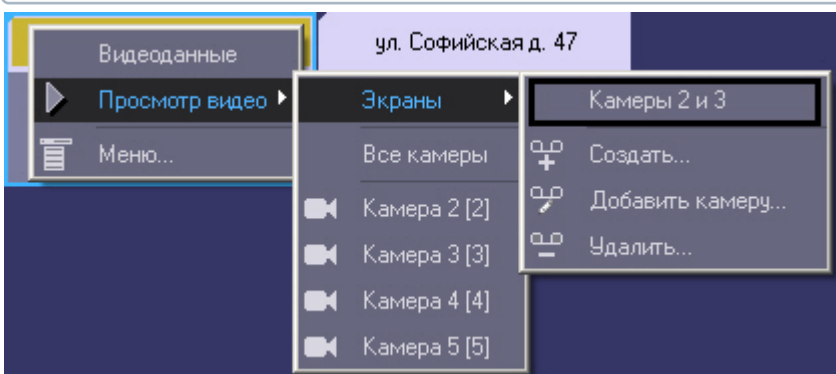 ул. Софийская д. 47
Видеоданные
Просмотр видео
Меню...
Экраны
Все камеры
Камера 2 [2]
Камера 3 [3]
Камера 4 [4]
Камера 5 [5]
Камеры 2 и 3
Создать...
Добавить камеру...
Удалить...